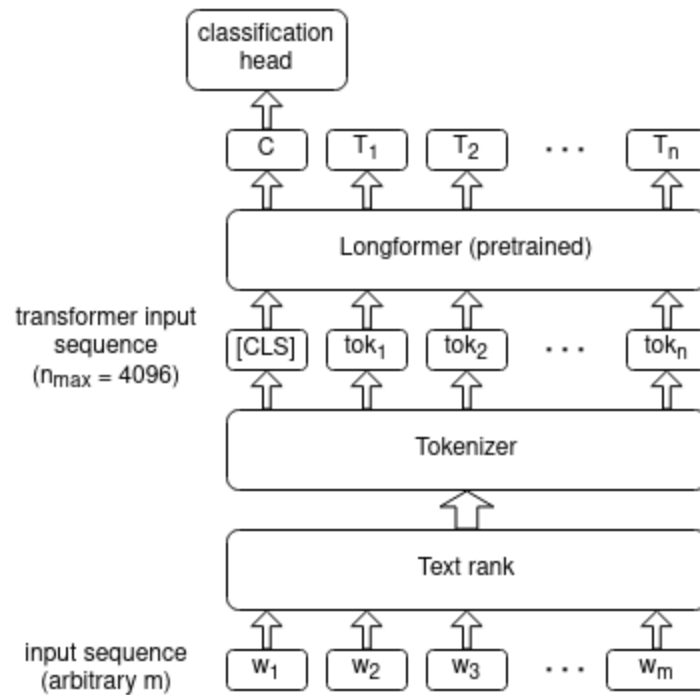 classification
head
C T₁ T₂ ... Tₙ
Longformer (pretrained)
transformer input
sequence
(nₘₐₓ = 4096)
[CLS] tok₁ tok₂ ... tokₙ
Tokenizer
Text rank
input sequence
(arbitrary m)
w₁ w₂ w₃ ... wₘ